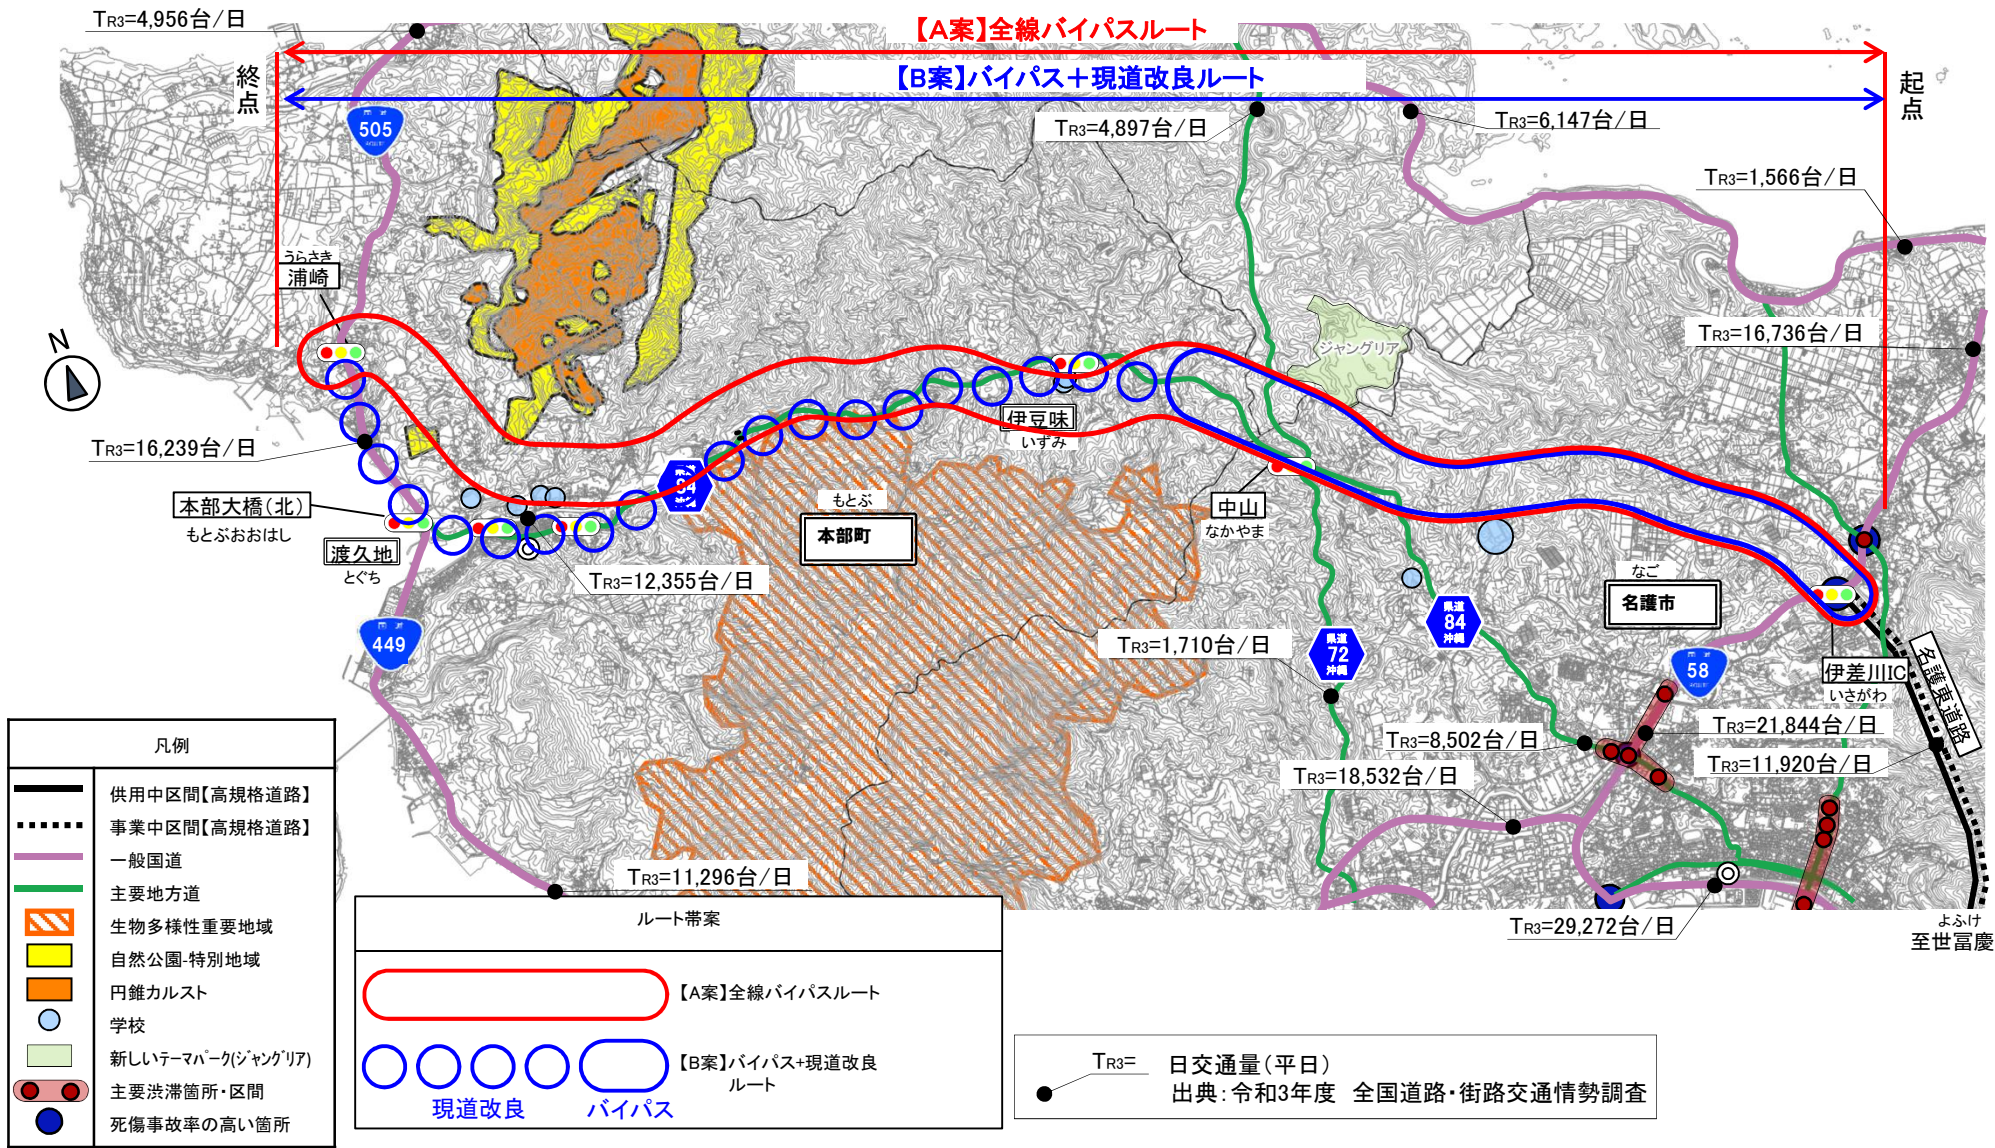 TR3=4,956台/日
【A案】全線バイパスルート
【B案】バイパス＋現道改良ルート
終点
起点
国道
505
TR3=4,897台/日
TR3=6,147台/日
TR3=1,566台/日
うらさき
浦崎
TR3=16,736台/日
ジャングリア
N
TR3=16,239台/日
伊豆味
いずみ
84
本部大橋(北)
もとぶおおはし
もとぶ
本部町
中山
なかやま
渡久地
とぐち
TR3=12,355台/日
なご
名護市
国道
449
TR3=1,710台/日
県道
72
沖縄
県道
84
沖縄
58
伊差川IC
いさがわ
名護東道路
TR3=21,844台/日
TR3=8,502台/日
TR3=11,920台/日
TR3=18,532台/日
TR3=11,296台/日
TR3=29,272台/日
よふけ
至世冨慶
凡例
供用中区間【高規格道路】
事業中区間【高規格道路】
一般国道
主要地方道
生物多様性重要地域
自然公園-特別地域
円錐カルスト
学校
新しいテーマパーク(ジャングリア)
主要渋滞箇所・区間
死傷事故率の高い箇所
ルート帯案
【A案】全線バイパスルート
【B案】バイパス+現道改良
ルート
現道改良
バイパス
TR3=
日交通量(平日)
出典：令和3年度 全国道路・街路交通情勢調査